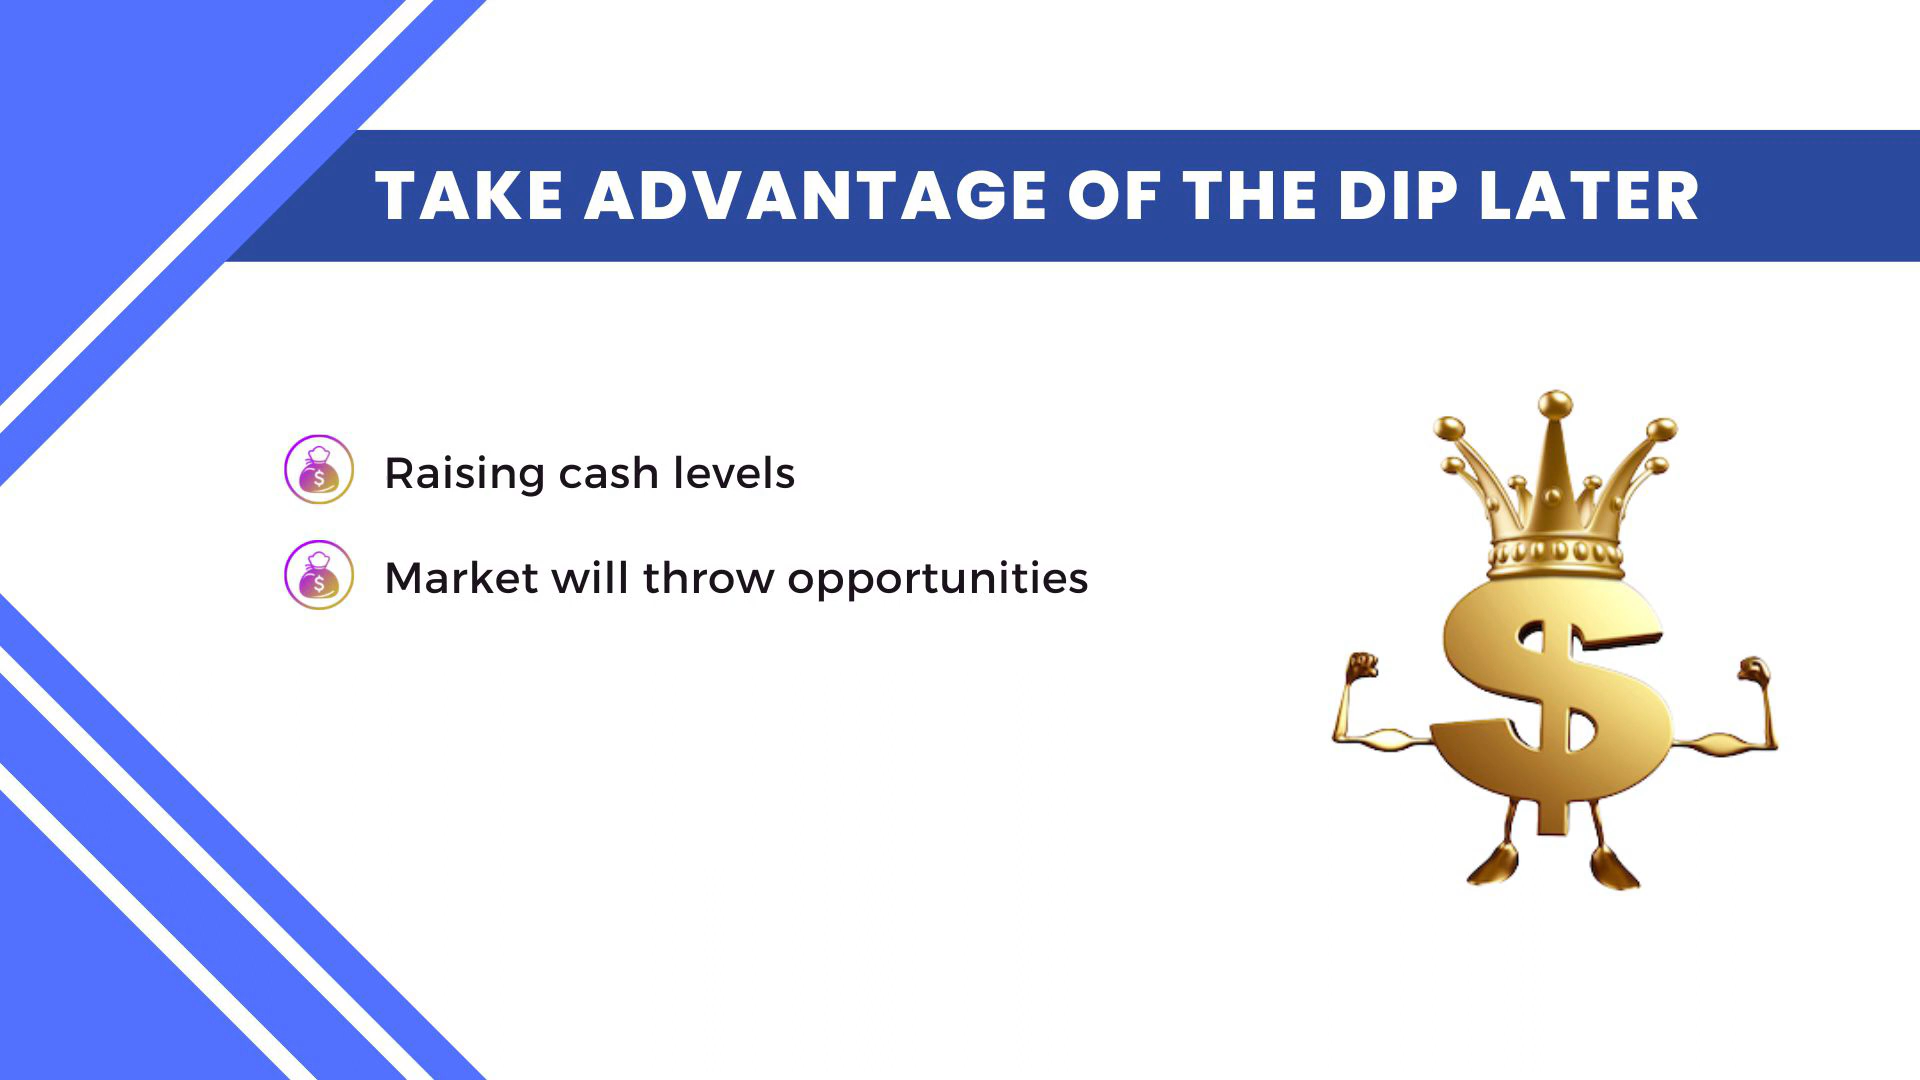 TAKE ADVANTAGE OF THE DIP LATER
$ Raising cash levels
$ Market will throw opportunities
$